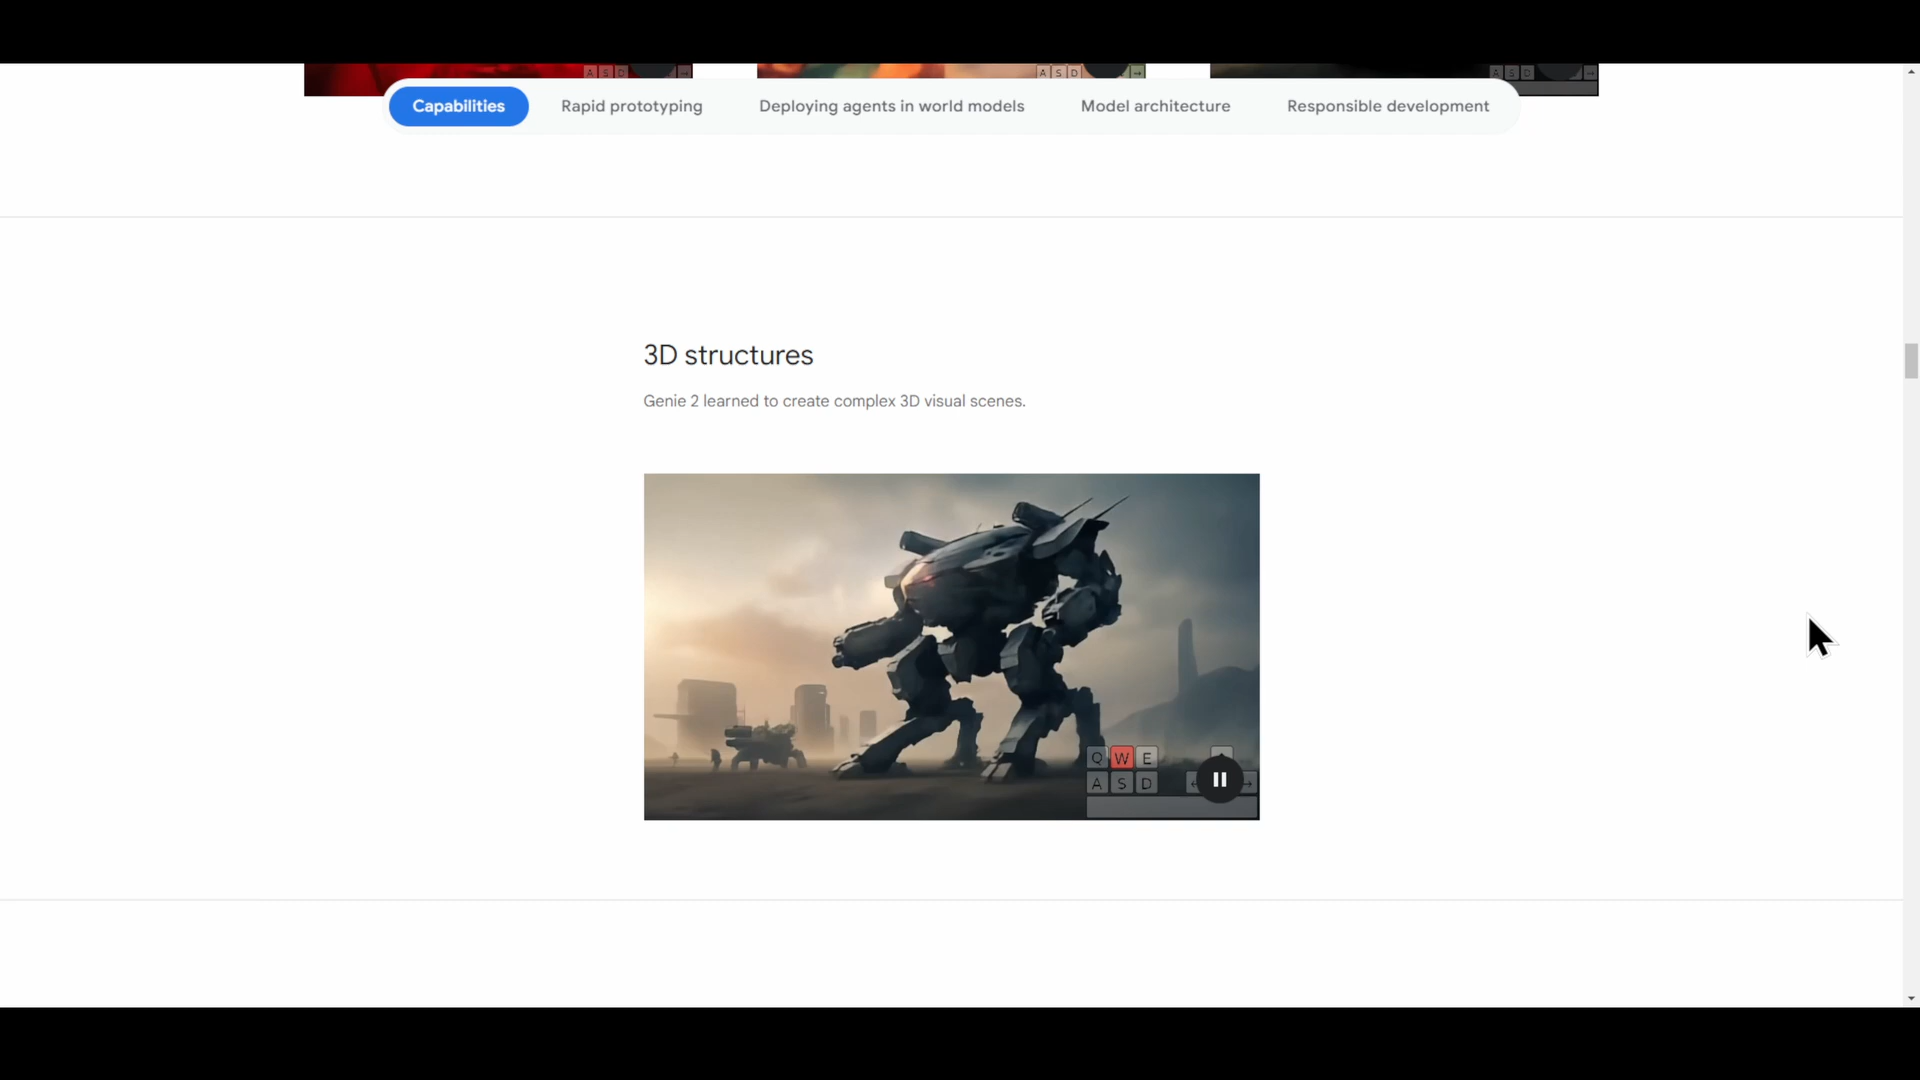 A S D →
A S D →
A S D →
Capabilities
Rapid prototyping
Deploying agents in world models
Model architecture
Responsible development
3D structures
Genie 2 learned to create complex 3D visual scenes.
Q W E
A S D ← →